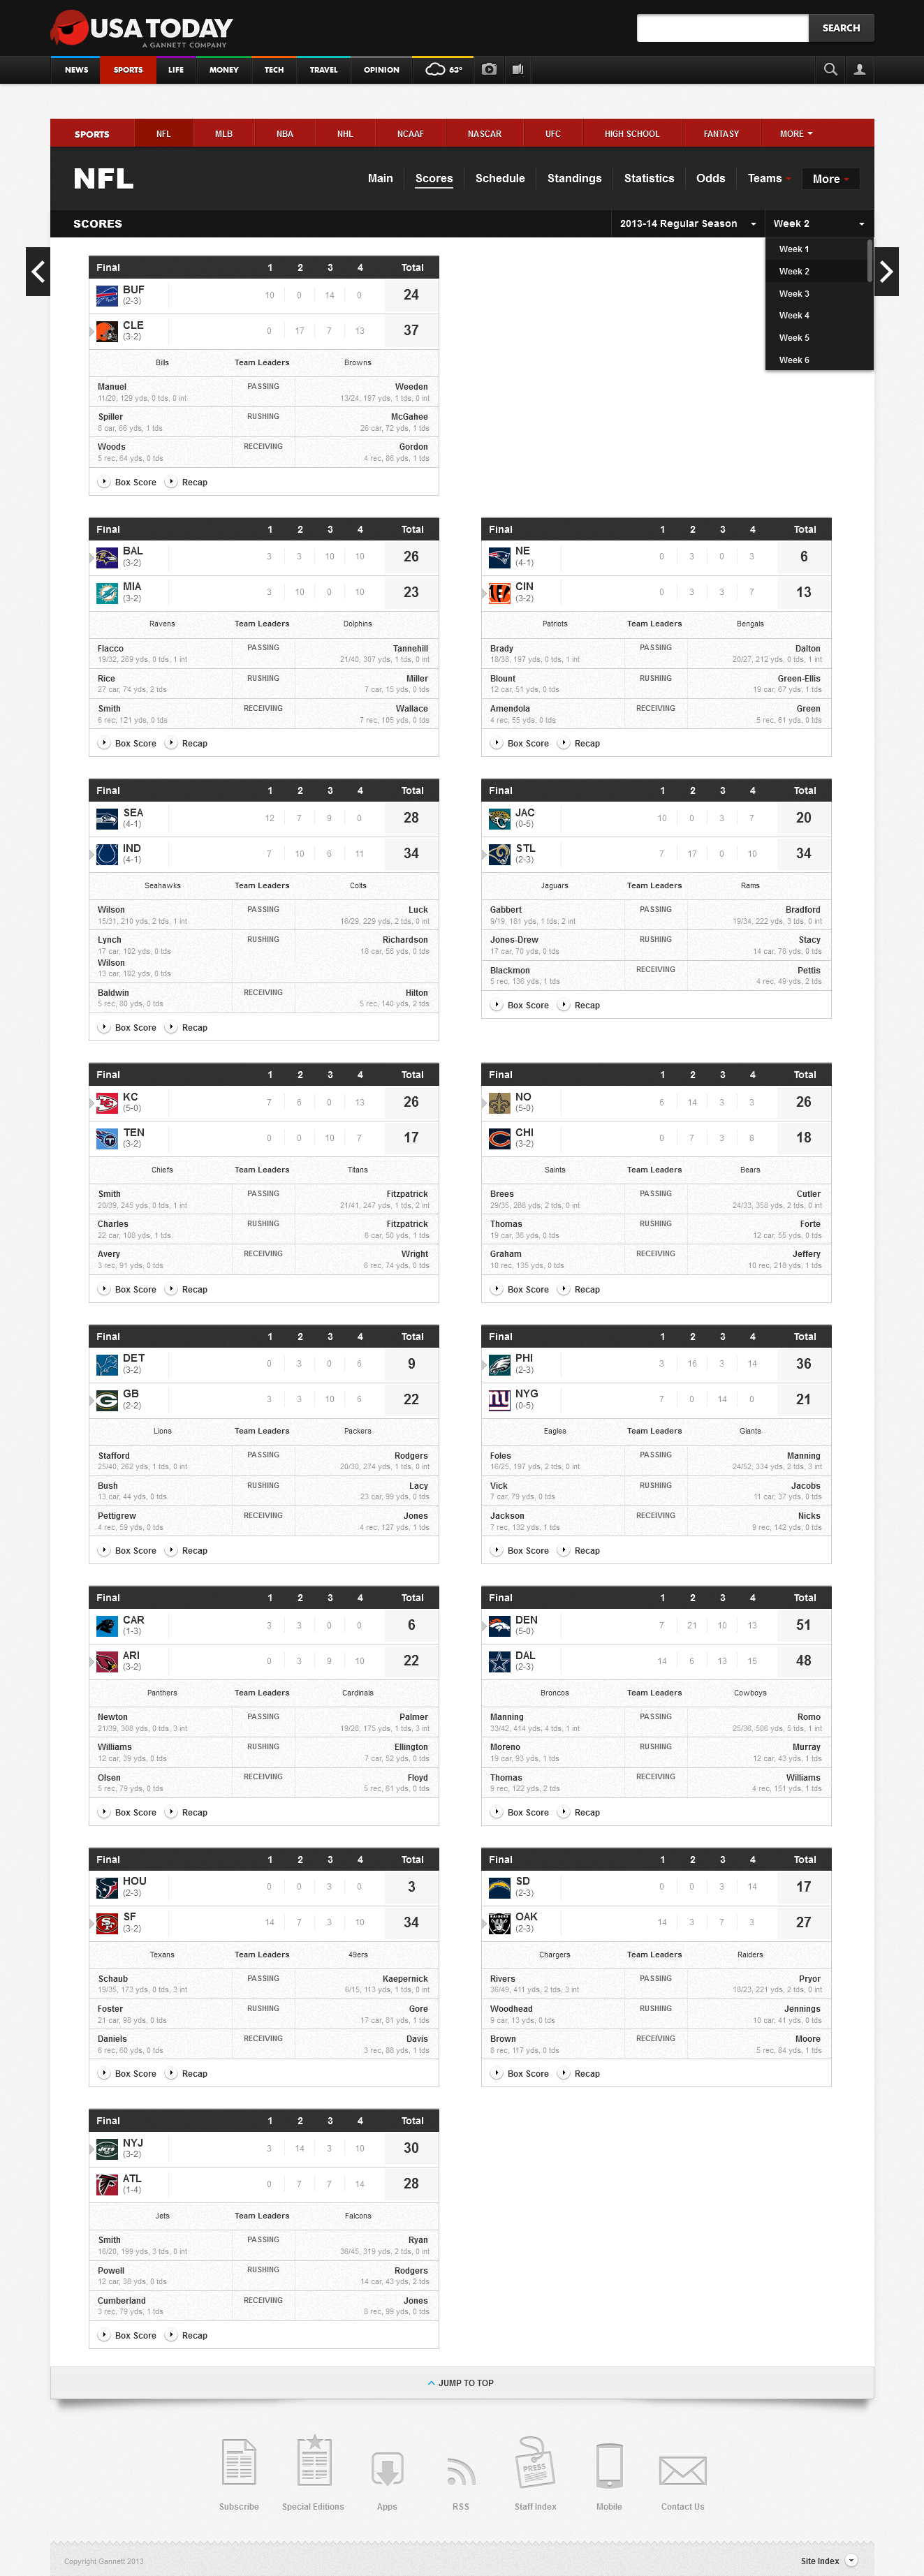 USA TODAY
A GANNETT COMPANY
SEARCH
NEWS SPORTS LIFE MONEY TECH TRAVEL OPINION 63°
SPORTS NFL MLB NBA NHL NCAAF NASCAR UFC HIGH SCHOOL FANTASY MORE
NFL
Main Scores Schedule Standings Statistics Odds Teams More
SCORES 2013-14 Regular Season Week 2
Week 1
Week 2
Week 3
Week 4
Week 5
Week 6
Final 1 2 3 4 Total
BUF 10 0 14 0 24
(2-3)
CLE 0 17 7 13 37
(3-2)
Bills Team Leaders Browns
Manuel PASSING Weeden
11/20, 129 yds, 0 tds, 0 int 13/24, 197 yds, 1 tds, 0 int
Spiller RUSHING McGahee
8 car, 66 yds, 1 tds 26 car, 72 yds, 1 tds
Woods RECEIVING Gordon
5 rec, 64 yds, 0 tds 4 rec, 86 yds, 1 tds
Box Score Recap
Final 1 2 3 4 Total
BAL 3 3 10 10 26
(3-2)
MIA 3 10 0 10 23
(3-2)
Ravens Team Leaders Dolphins
Flacco PASSING Tannehill
19/32, 269 yds, 0 tds, 1 int 21/40, 307 yds, 1 tds, 0 int
Rice RUSHING Miller
27 car, 74 yds, 2 tds 7 car, 15 yds, 0 tds
Smith RECEIVING Wallace
6 rec, 121 yds, 0 tds 7 rec, 105 yds, 0 tds
Box Score Recap
Final 1 2 3 4 Total
NE 0 3 0 3 6
(4-1)
CIN 0 3 3 7 13
(3-2)
Patriots Team Leaders Bengals
Brady PASSING Dalton
18/38, 197 yds, 0 tds, 1 int 20/27, 212 yds, 0 tds, 1 int
Blount RUSHING Green-Ellis
12 car, 51 yds, 0 tds 19 car, 67 yds, 1 tds
Amendola RECEIVING Green
4 rec, 55 yds, 0 tds 5 rec, 61 yds, 0 tds
Box Score Recap
Final 1 2 3 4 Total
SEA 12 7 9 0 28
(4-1)
IND 7 10 6 11 34
(4-1)
Seahawks Team Leaders Colts
Wilson PASSING Luck
15/31, 210 yds, 2 tds, 1 int 16/29, 229 yds, 2 tds, 0 int
Lynch RUSHING Richardson
17 car, 102 yds, 0 tds 18 car, 56 yds, 0 tds
Wilson
13 car, 102 yds, 0 tds
Baldwin RECEIVING Hilton
5 rec, 80 yds, 0 tds 5 rec, 140 yds, 2 tds
Box Score Recap
Final 1 2 3 4 Total
JAC 10 0 3 7 20
(0-5)
STL 7 17 0 10 34
(2-3)
Jaguars Team Leaders Rams
Gabbert PASSING Bradford
9/19, 181 yds, 1 tds, 2 int 19/34, 222 yds, 3 tds, 0 int
Jones-Drew RUSHING Stacy
17 car, 70 yds, 0 tds 14 car, 78 yds, 0 tds
Blackmon RECEIVING Pettis
5 rec, 136 yds, 1 tds 4 rec, 49 yds, 2 tds
Box Score Recap
Final 1 2 3 4 Total
KC 7 6 0 13 26
(5-0)
TEN 0 0 10 7 17
(3-2)
Chiefs Team Leaders Titans
Smith PASSING Fitzpatrick
20/39, 245 yds, 0 tds, 1 int 21/41, 247 yds, 1 tds, 2 int
Charles RUSHING Fitzpatrick
22 car, 108 yds, 1 tds 6 car, 50 yds, 1 tds
Avery RECEIVING Wright
3 rec, 91 yds, 0 tds 6 rec, 74 yds, 0 tds
Box Score Recap
Final 1 2 3 4 Total
NO 6 14 3 3 26
(5-0)
CHI 0 7 3 8 18
(3-2)
Saints Team Leaders Bears
Brees PASSING Cutler
29/35, 288 yds, 2 tds, 0 int 24/33, 358 yds, 2 tds, 0 int
Thomas RUSHING Forte
19 car, 36 yds, 0 tds 12 car, 55 yds, 0 tds
Graham RECEIVING Jeffery
10 rec, 135 yds, 0 tds 10 rec, 218 yds, 1 tds
Box Score Recap
Final 1 2 3 4 Total
DET 0 3 0 6 9
(3-2)
GB 3 3 10 6 22
(2-2)
Lions Team Leaders Packers
Stafford PASSING Rodgers
25/40, 262 yds, 1 tds, 0 int 20/30, 274 yds, 1 tds, 0 int
Bush RUSHING Lacy
13 car, 44 yds, 0 tds 23 car, 99 yds, 0 tds
Pettigrew RECEIVING Jones
4 rec, 59 yds, 0 tds 4 rec, 127 yds, 1 tds
Box Score Recap
Final 1 2 3 4 Total
PHI 3 16 3 14 36
(2-3)
NYG 7 0 14 0 21
(0-5)
Eagles Team Leaders Giants
Foles PASSING Manning
16/25, 197 yds, 2 tds, 0 int 24/52, 334 yds, 2 tds, 3 int
Vick RUSHING Jacobs
7 car, 79 yds, 0 tds 11 car, 37 yds, 0 tds
Jackson RECEIVING Nicks
7 rec, 132 yds, 1 tds 9 rec, 142 yds, 0 tds
Box Score Recap
Final 1 2 3 4 Total
CAR 3 3 0 0 6
(1-3)
ARI 0 3 9 10 22
(3-2)
Panthers Team Leaders Cardinals
Newton PASSING Palmer
21/39, 308 yds, 0 tds, 3 int 19/28, 175 yds, 1 tds, 3 int
Williams RUSHING Ellington
12 car, 39 yds, 0 tds 7 car, 52 yds, 0 tds
Olsen RECEIVING Floyd
5 rec, 79 yds, 0 tds 5 rec, 61 yds, 0 tds
Box Score Recap
Final 1 2 3 4 Total
DEN 7 21 10 13 51
(5-0)
DAL 14 6 13 15 48
(2-3)
Broncos Team Leaders Cowboys
Manning PASSING Romo
33/42, 414 yds, 4 tds, 1 int 25/36, 506 yds, 5 tds, 1 int
Moreno RUSHING Murray
19 car, 93 yds, 1 tds 12 car, 43 yds, 1 tds
Thomas RECEIVING Williams
9 rec, 122 yds, 2 tds 4 rec, 151 yds, 1 tds
Box Score Recap
Final 1 2 3 4 Total
HOU 0 0 3 0 3
(2-3)
SF 14 7 3 10 34
(3-2)
Texans Team Leaders 49ers
Schaub PASSING Kaepernick
19/35, 173 yds, 0 tds, 3 int 6/15, 113 yds, 1 tds, 0 int
Foster RUSHING Gore
21 car, 98 yds, 0 tds 17 car, 81 yds, 1 tds
Daniels RECEIVING Davis
6 rec, 60 yds, 0 tds 3 rec, 88 yds, 1 tds
Box Score Recap
Final 1 2 3 4 Total
SD 0 0 3 14 17
(2-3)
OAK 14 3 7 3 27
(2-3)
Chargers Team Leaders Raiders
Rivers PASSING Pryor
36/49, 411 yds, 2 tds, 3 int 18/23, 221 yds, 2 tds, 0 int
Woodhead RUSHING Jennings
9 car, 13 yds, 0 tds 10 car, 41 yds, 0 tds
Brown RECEIVING Moore
8 rec, 117 yds, 0 tds 5 rec, 84 yds, 1 tds
Box Score Recap
Final 1 2 3 4 Total
NYJ 3 14 3 10 30
(3-2)
ATL 0 7 7 14 28
(1-4)
Jets Team Leaders Falcons
Smith PASSING Ryan
16/20, 199 yds, 3 tds, 0 int 36/45, 319 yds, 2 tds, 0 int
Powell RUSHING Rodgers
12 car, 38 yds, 0 tds 14 car, 43 yds, 2 tds
Cumberland RECEIVING Jones
3 rec, 79 yds, 1 tds 8 rec, 99 yds, 0 tds
Box Score Recap
JUMP TO TOP
PRESS
Subscribe Special Editions Apps RSS Staff Index Mobile Contact Us
Copyright Gannett 2013 Site Index